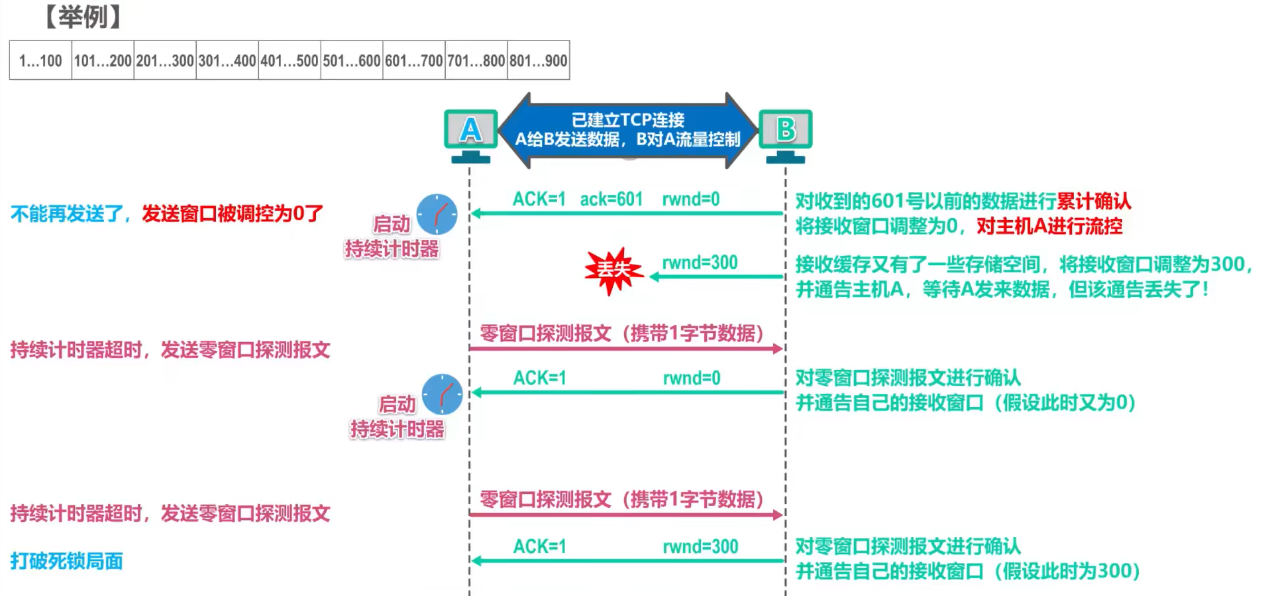 【举例】
1...100 101...200 201...300 301...400 401...500 501...600 601...700 701...800 801...900
A
已建立TCP连接
A给B发送数据，B对A流量控制
B
不能再发送了，发送窗口被调控为0了
启动
持续计时器
ACK=1 ack=601 rwnd=0
对收到的601号以前的数据进行累计确认
将接收窗口调整为0，对主机A进行流控
丢失
rwnd=300
接收缓存又有了一些存储空间，将接收窗口调整为300，
并通告主机A，等待A发来数据，但该通告丢失了！
持续计时器超时，发送零窗口探测报文
零窗口探测报文（携带1字节数据）
启动
持续计时器
ACK=1 rwnd=0
对零窗口探测报文进行确认
并通告自己的接收窗口（假设此时又为0）
持续计时器超时，发送零窗口探测报文
零窗口探测报文（携带1字节数据）
打破死锁局面
ACK=1 rwnd=300
对零窗口探测报文进行确认
并通告自己的接收窗口（假设此时为300）